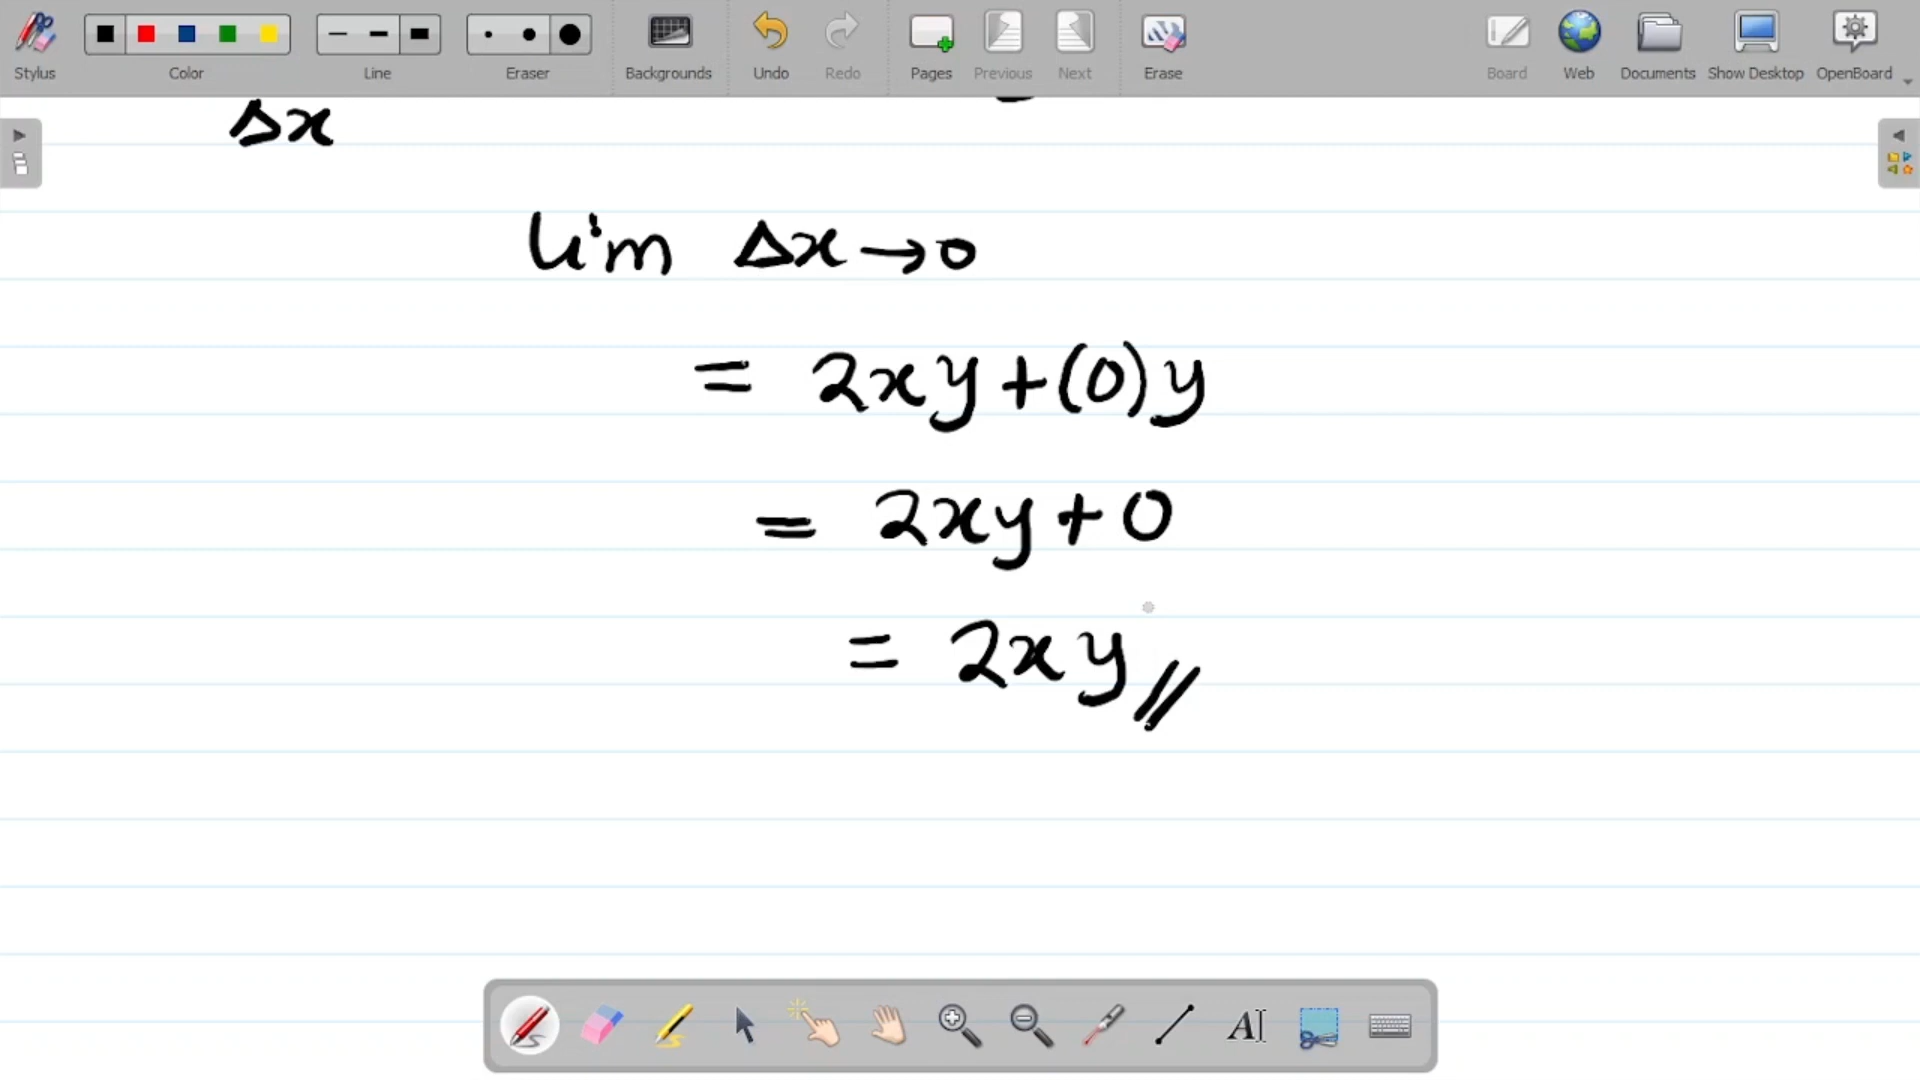 Stylus Color Line Eraser Backgrounds Undo Redo Pages Previous Next Erase Board Web Documents Show Desktop OpenBoard
Δx
lim Δx→0
= 2xy+(0)y
= 2xy+0
= 2xy//